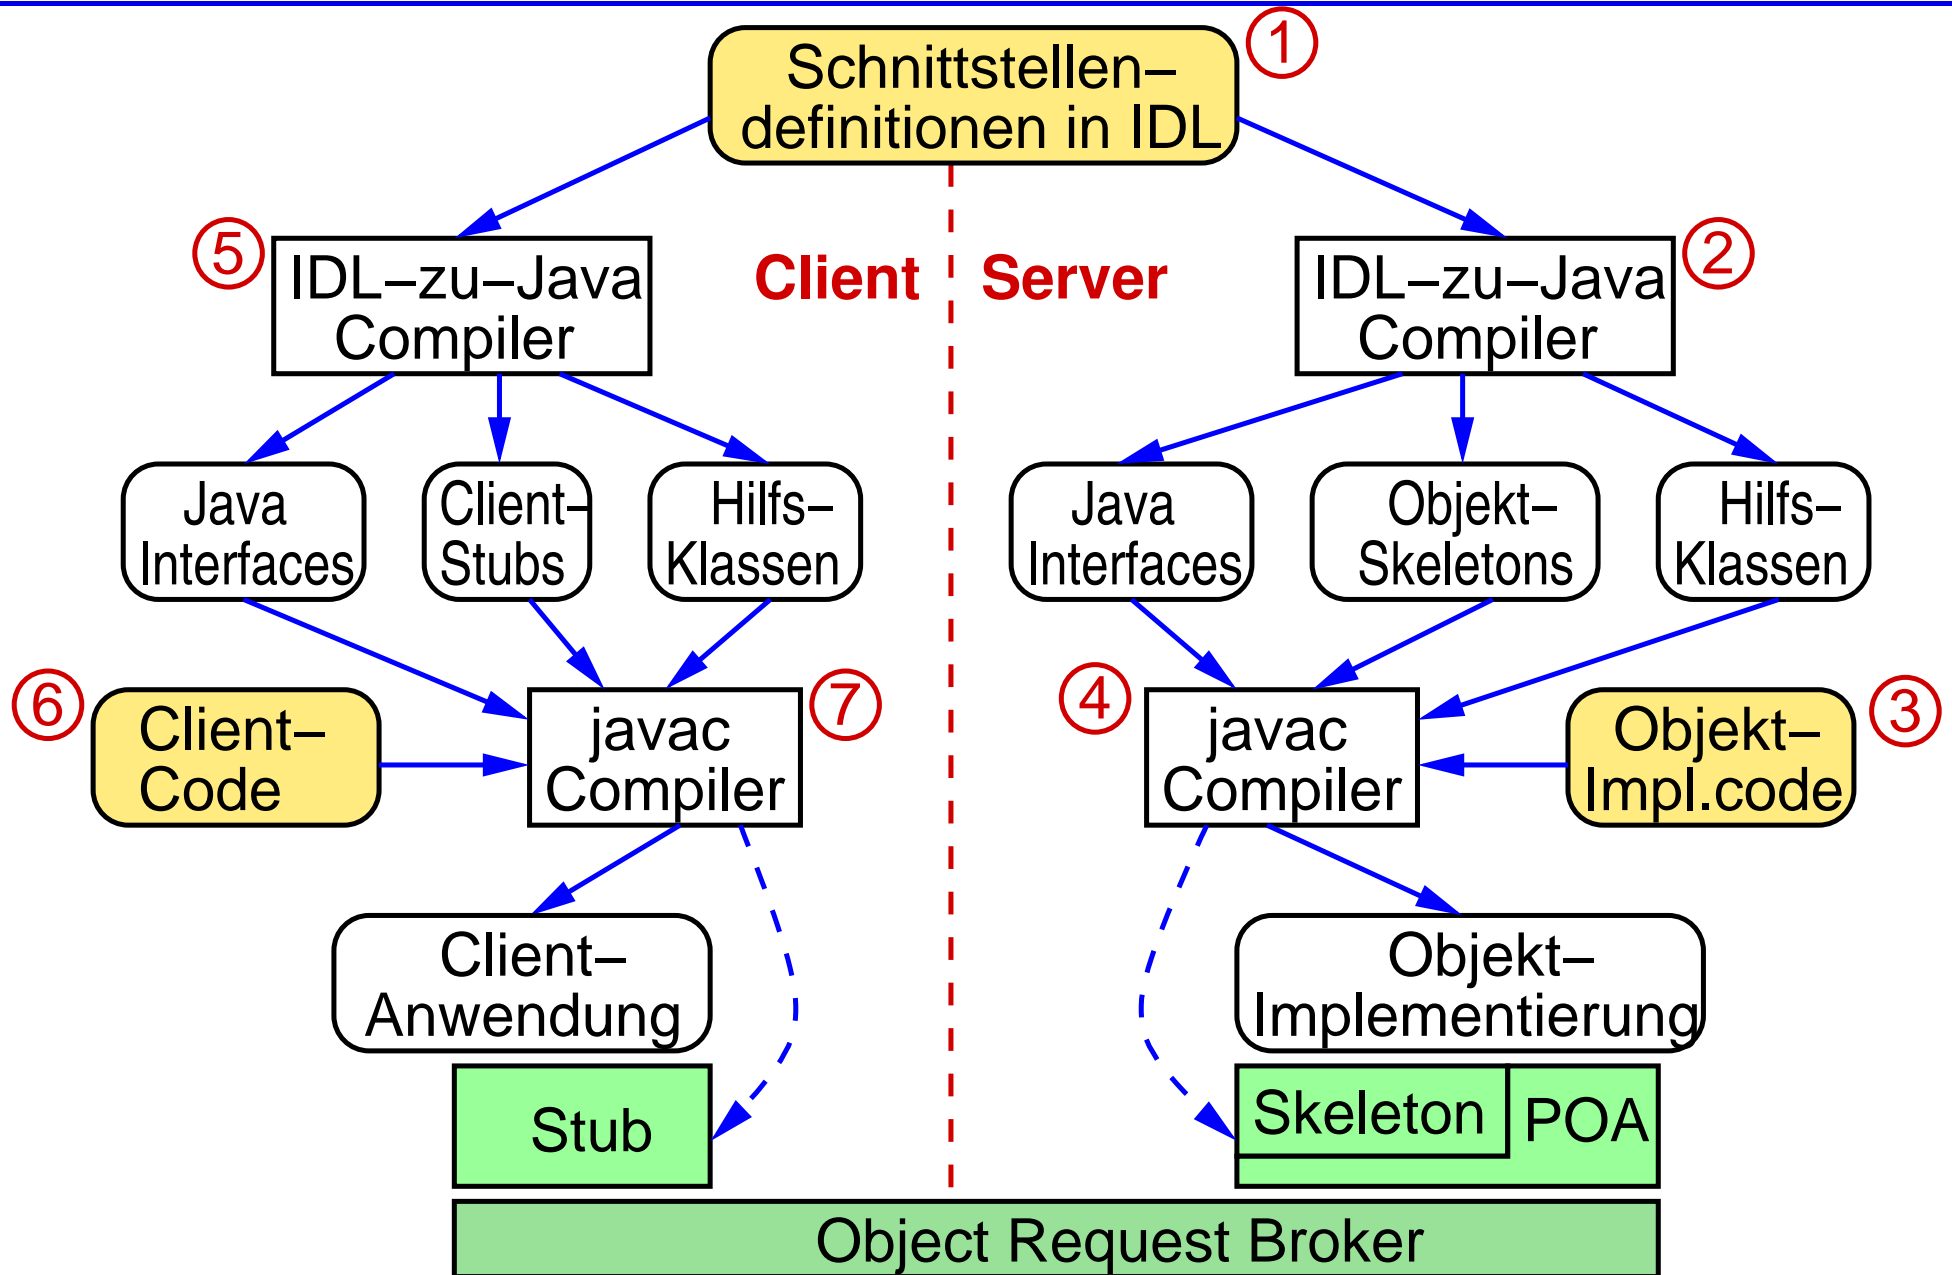 1
Schnittstellen–
definitionen in IDL
5
IDL–zu–Java
Compiler
Client
Server
2
IDL–zu–Java
Compiler
Java
Interfaces
Client–
Stubs
Hilfs–
Klassen
Java
Interfaces
Objekt–
Skeletons
Hilfs–
Klassen
6
Client–
Code
7
javac
Compiler
4
javac
Compiler
3
Objekt–
Impl.code
Client–
Anwendung
Objekt–
Implementierung
Stub
Skeleton
POA
Object Request Broker